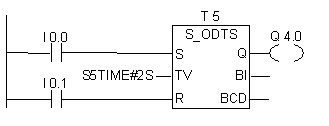 T 5
I 0.0
S_ODTS
Q 4.0
S
Q
S5TIME#2S
TV
BI
I 0.1
R
BCD